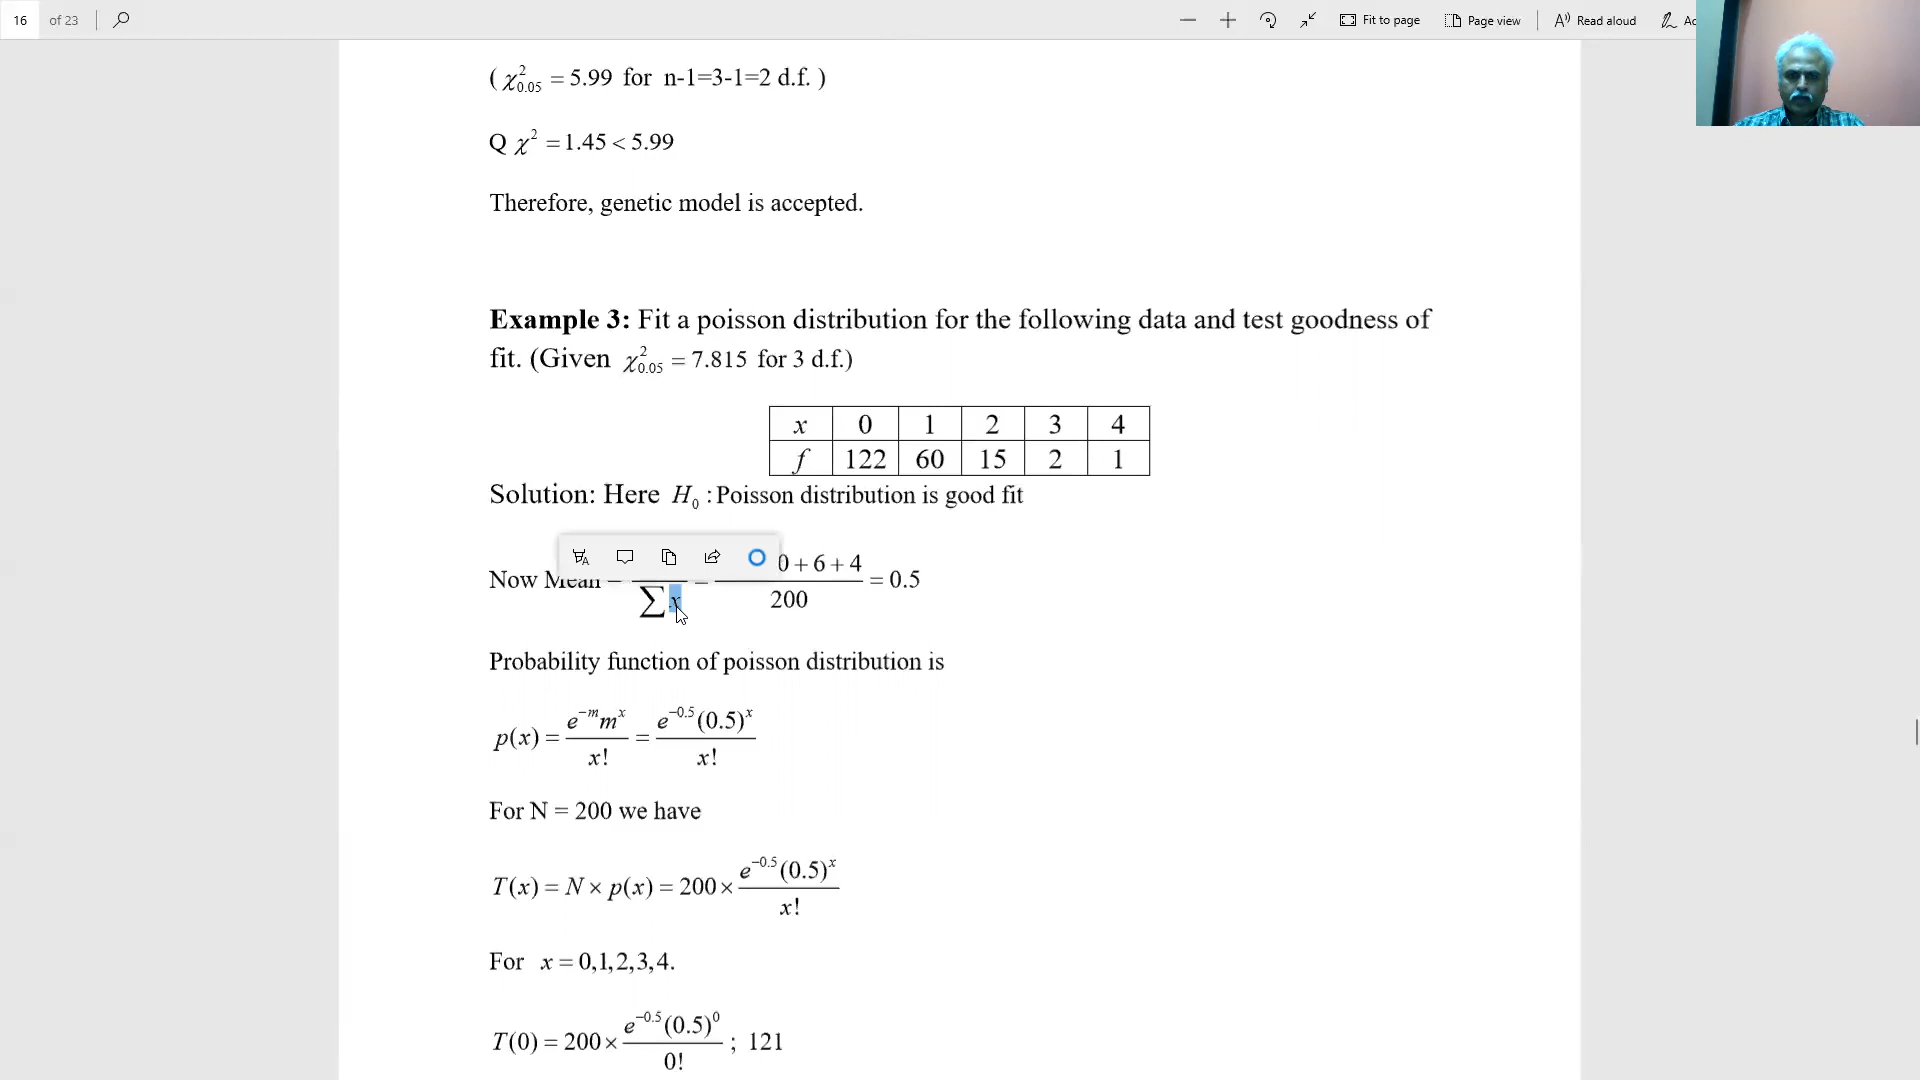 16 of 23 Fit to page Page view Read aloud
( χ²₀.₀₅ = 5.99 for n-1=3-1=2 d.f. )
Q χ² = 1.45 < 5.99
Therefore, genetic model is accepted.
Example 3: Fit a poisson distribution for the following data and test goodness of
fit. (Given χ²₀.₀₅ = 7.815 for 3 d.f.)
x 0 1 2 3 4
f 122 60 15 2 1
Solution: Here H₀ : Poisson distribution is good fit
Now Mean = ∑x = 0+6+4 / 200 = 0.5
Probability function of poisson distribution is
p(x) = e^{-m} m^x / x! = e^{-0.5} (0.5)^x / x!
For N = 200 we have
T(x) = N × p(x) = 200 × e^{-0.5} (0.5)^x / x!
For x = 0,1,2,3,4.
T(0) = 200 × e^{-0.5} (0.5)^0 / 0! ; 121